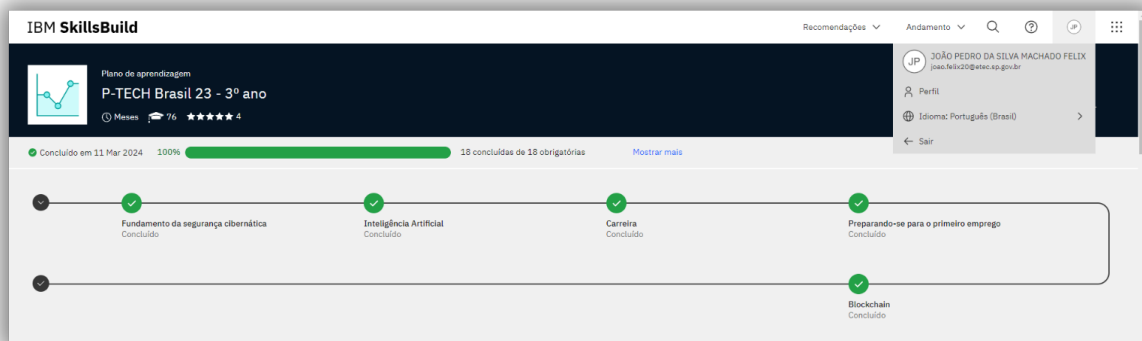 IBM SkillsBuild
Recomendações
Andamento
JP
JP
JOÃO PEDRO DA SILVA MACHADO FELIX
joao.felix20@etec.sp.gov.br
Perfil
Idioma: Português (Brasil)
Sair
Plano de aprendizagem
P-TECH Brasil 23 - 3º ano
Meses 76 ★★★★★ 4
Concluído em 11 Mar 2024 100% 18 concluídas de 18 obrigatórias Mostrar mais
Fundamento da segurança cibernática
Concluído
Inteligência Artificial
Concluído
Carreira
Concluído
Preparando-se para o primeiro emprego
Concluído
Blockchain
Concluído